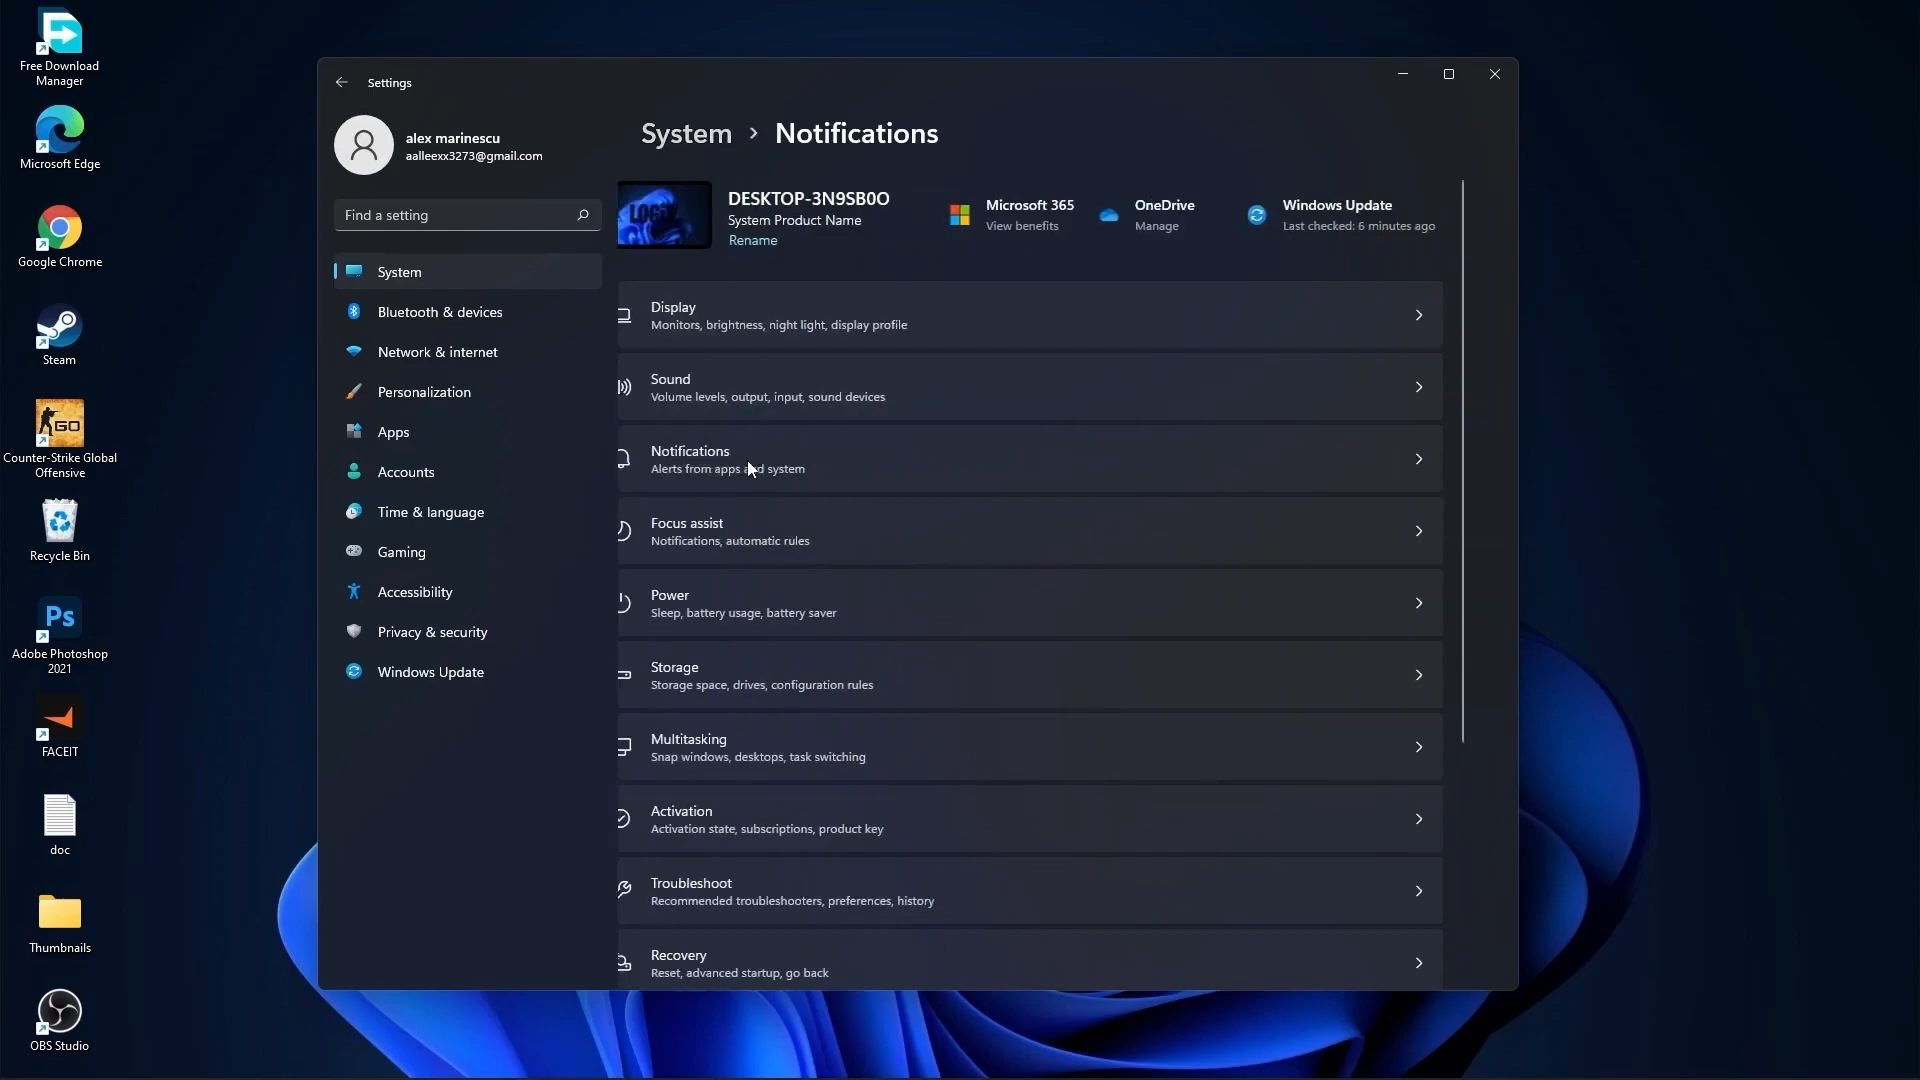 Free Download
Manager
Microsoft Edge
Google Chrome
Steam
GO
Counter-Strike Global
Offensive
Recycle Bin
Ps
Adobe Photoshop
2021
FACEIT
doc
Thumbnails
OBS Studio
Settings
alex marinescu
aalleexx3273@gmail.com
Find a setting
System
Bluetooth & devices
Network & internet
Personalization
Apps
Accounts
Time & language
Gaming
Accessibility
Privacy & security
Windows Update
System > Notifications
DESKTOP-3N9SB0O
System Product Name
Rename
Microsoft 365
View benefits
OneDrive
Manage
Windows Update
Last checked: 6 minutes ago
Display
Monitors, brightness, night light, display profile
Sound
Volume levels, output, input, sound devices
Notifications
Alerts from apps and system
Focus assist
Notifications, automatic rules
Power
Sleep, battery usage, battery saver
Storage
Storage space, drives, configuration rules
Multitasking
Snap windows, desktops, task switching
Activation
Activation state, subscriptions, product key
Troubleshoot
Recommended troubleshooters, preferences, history
Recovery
Reset, advanced startup, go back